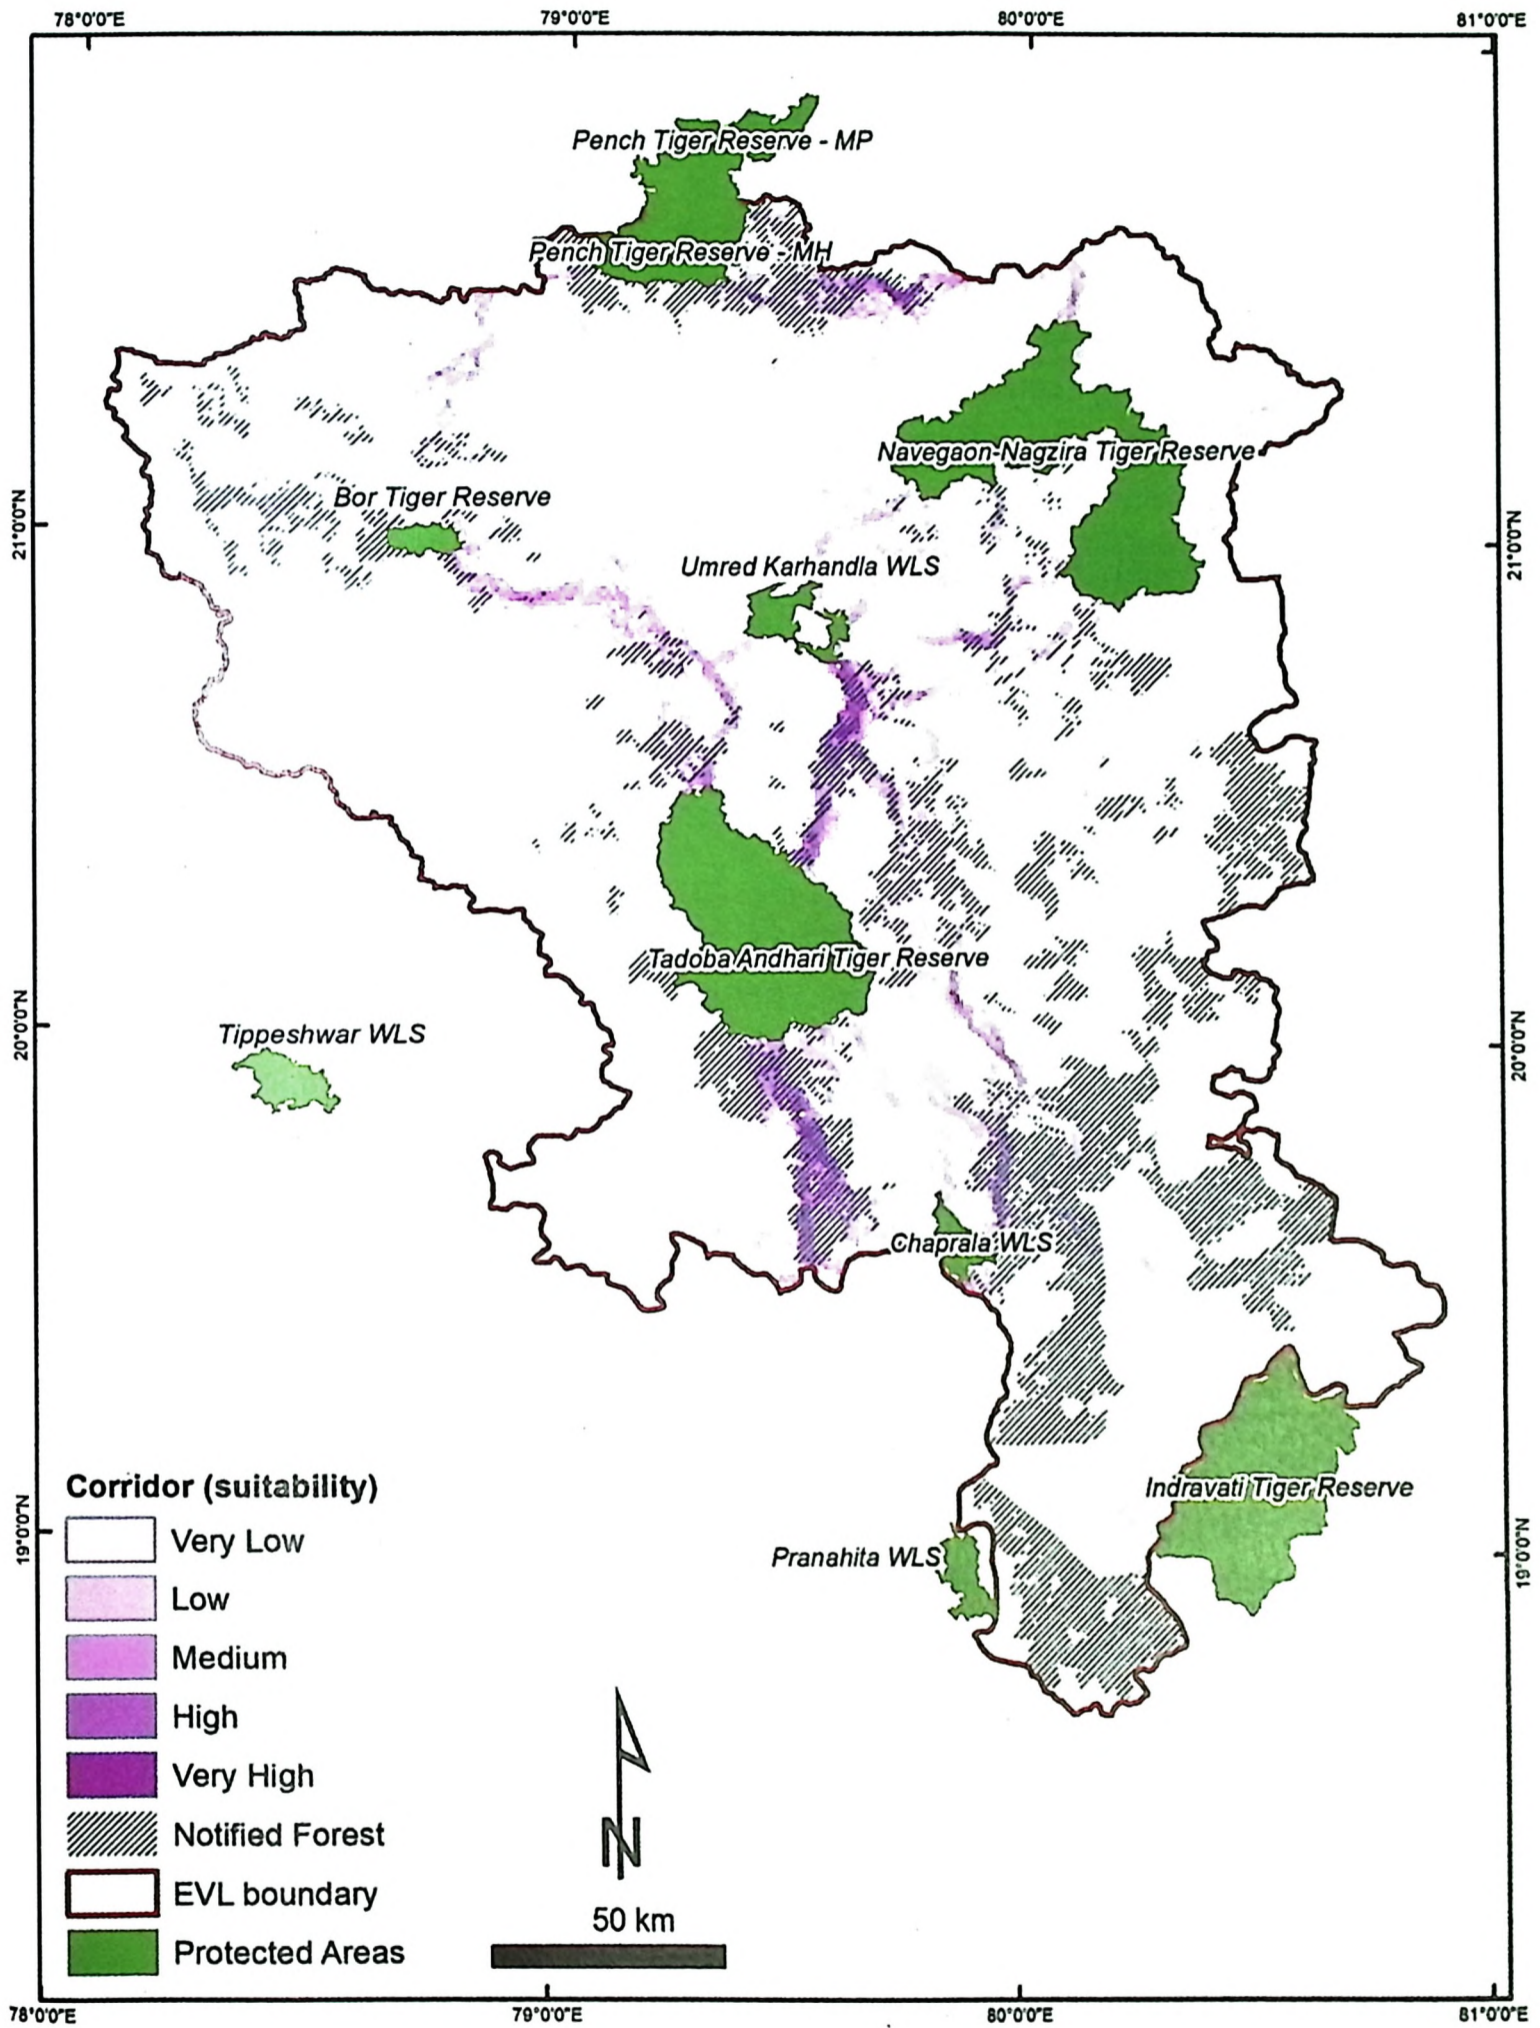 78°0'0"E 79°0'0"E 80°0'0"E 81°0'0"E
Pench Tiger Reserve - MP
Pench Tiger Reserve - MH
Navegaon-Nagzira Tiger Reserve
Bor Tiger Reserve
21°0'0"N 21°0'0"N
Umred Karhandla WLS
Tadoba Andhari Tiger Reserve
Tippeshwar WLS
20°0'0"N 20°0'0"N
Chaprala WLS
Indravati Tiger Reserve
Pranahita WLS
19°0'0"N 19°0'0"N
Corridor (suitability)
Very Low
Low
Medium
High
Very High
Notified Forest
EVL boundary
Protected Areas
N
50 km
78°0'0"E 79°0'0"E 80°0'0"E 81°0'0"E